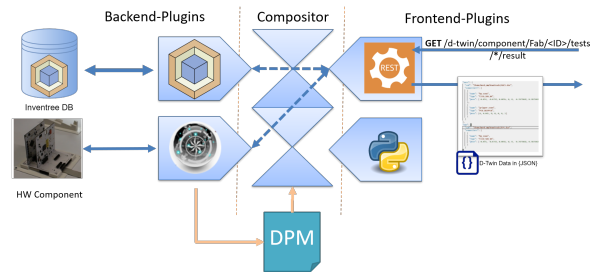 Backend-Plugins
Compositor
Frontend-Plugins
GET /d-twin/component/Fab/<ID>/tests
/*/result
REST
Inventree DB
{}
D-Twin Data in (JSON)
HW Component
DPM